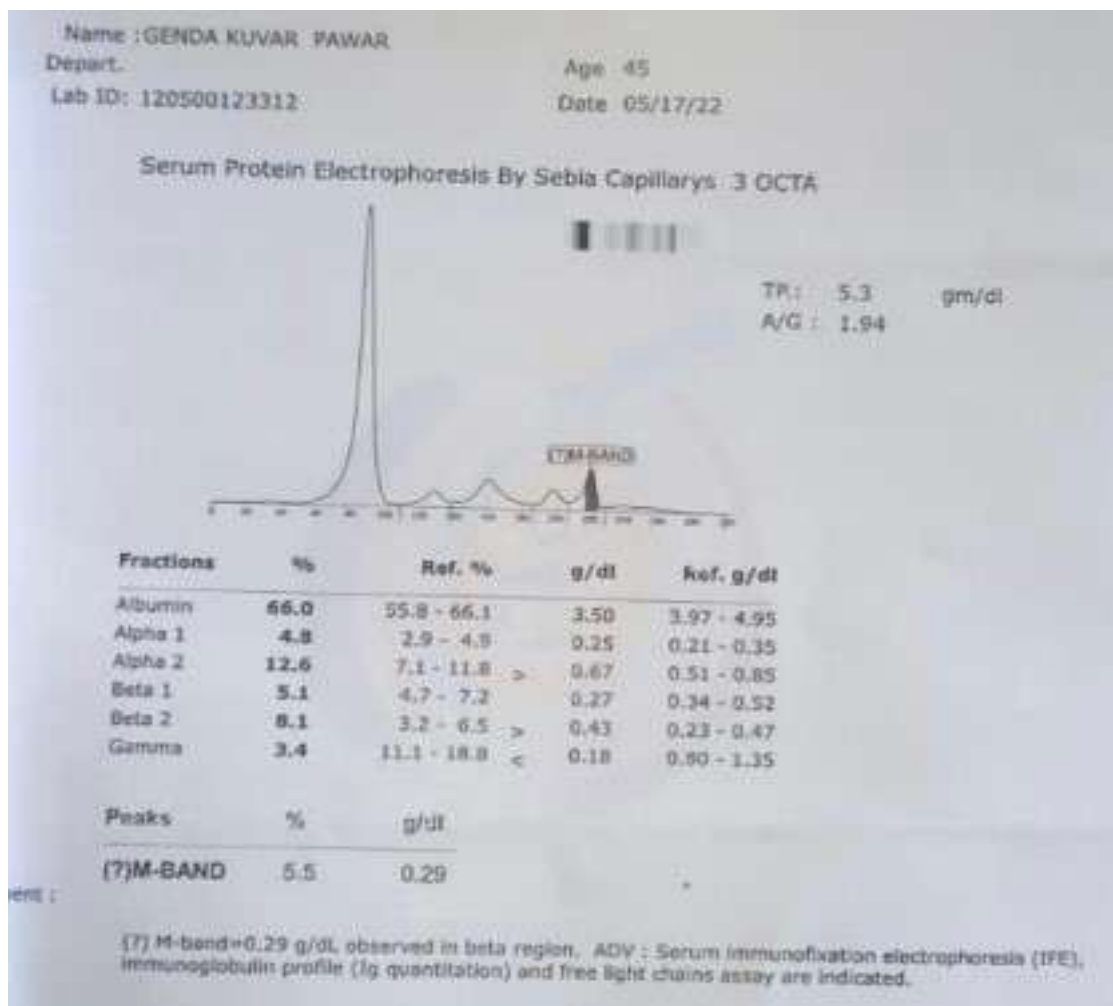 Name :GENDA KUVAR PAWAR
Depart.
Age 45
Lab ID: 120500123312
Date 05/17/22
Serum Protein Electrophoresis By Sebia Capillarys 3 OCTA
TP.: 5.3 gm/dl
A/G : 1.94
(?)M-BAND
Fractions % Ref. % g/dl Ref. g/dl
Albumin 66.0 55.8 - 66.1 3.50 3.97 - 4.95
Alpha 1 4.8 2.9 - 4.9 0.25 0.21 - 0.35
Alpha 2 12.6 7.1 - 11.8 > 0.67 0.51 - 0.85
Beta 1 5.1 4.7 - 7.2 0.27 0.34 - 0.52
Beta 2 8.1 3.2 - 6.5 > 0.43 0.23 - 0.47
Gamma 3.4 11.1 - 18.8 < 0.18 0.80 - 1.35
Peaks % g/dl
(?)M-BAND 5.5 0.29
ent :
(?) M-band=0.29 g/dL observed in beta region, ADV : Serum immunofixation electrophoresis (IFE),
immunoglobulin profile (Ig quantitation) and free light chains assay are indicated.